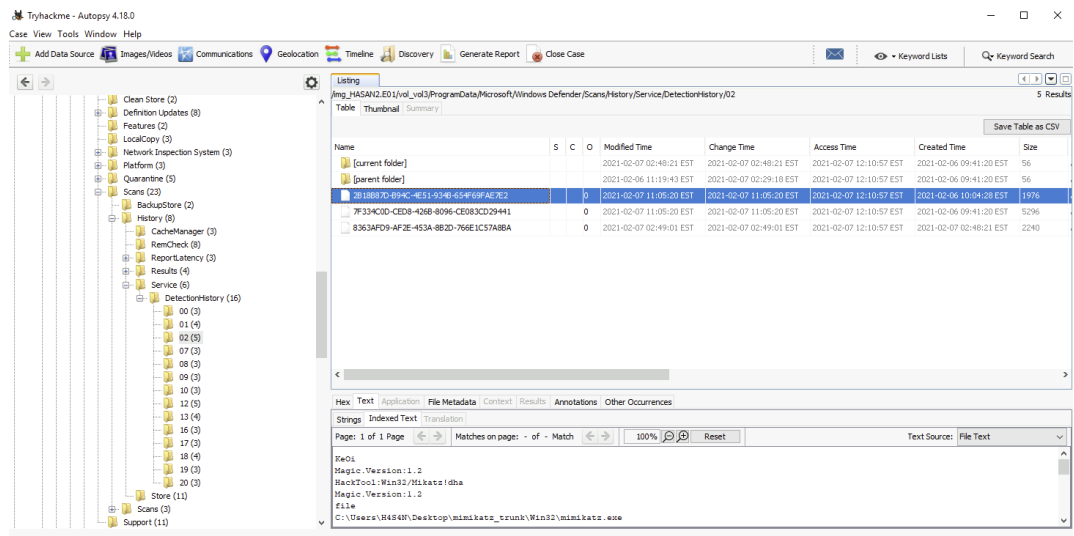 Tryhackme - Autopsy 4.18.0
Case View Tools Window Help
Add Data Source Images/Videos Communications Geolocation Timeline Discovery Generate Report Close Case Keyword Lists Keyword Search
Listing
/img_HASAN2.E01/vol_vol3/ProgramData/Microsoft/Windows Defender/Scans/History/Service/DetectionHistory/02 5 Results
Table Thumbnail Summary
Save Table as CSV
Name S C O Modified Time Change Time Access Time Created Time Size
[current folder] 2021-02-07 02:48:21 EST 2021-02-07 02:48:21 EST 2021-02-07 12:10:57 EST 2021-02-06 09:41:20 EST 56
[parent folder] 2021-02-06 11:19:43 EST 2021-02-07 02:29:18 EST 2021-02-07 12:10:57 EST 2021-02-06 09:41:20 EST 56
2B18B87D-B94C-4E51-934B-654F69FAE7E2 0 2021-02-07 11:05:20 EST 2021-02-07 11:05:20 EST 2021-02-07 12:10:57 EST 2021-02-06 10:04:28 EST 1976
7F334C0D-CED8-426B-8096-CE083CD29441 0 2021-02-07 11:05:20 EST 2021-02-07 11:05:20 EST 2021-02-07 12:10:57 EST 2021-02-06 09:41:20 EST 5296
8363AFD9-AF2E-453A-8B2D-766E1C57A8BA 0 2021-02-07 02:49:01 EST 2021-02-07 02:49:01 EST 2021-02-07 12:10:57 EST 2021-02-07 02:48:21 EST 2240
Clean Store (2)
Definition Updates (8)
Features (2)
LocalCopy (3)
Network Inspection System (3)
Platform (3)
Quarantine (5)
Scans (23)
BackupStore (2)
History (8)
CacheManager (3)
RemCheck (8)
ReportLatency (3)
Results (4)
Service (6)
DetectionHistory (16)
00 (3)
01 (4)
02 (5)
07 (3)
08 (3)
09 (3)
10 (3)
12 (5)
13 (4)
16 (3)
17 (3)
18 (4)
19 (3)
20 (3)
Store (11)
Scans (3)
Support (11)
Hex Text Application File Metadata Context Results Annotations Other Occurrences
Strings Indexed Text Translation
Page: 1 of 1 Page Matches on page: - of - Match 100% Reset Text Source: File Text
KeOi
Magic.Version:1.2
HackTool:Win32/Mikatz!dha
Magic.Version:1.2
file
C:\Users\H4S4N\Desktop\mimikatz_trunk\Win32\mimikatz.exe